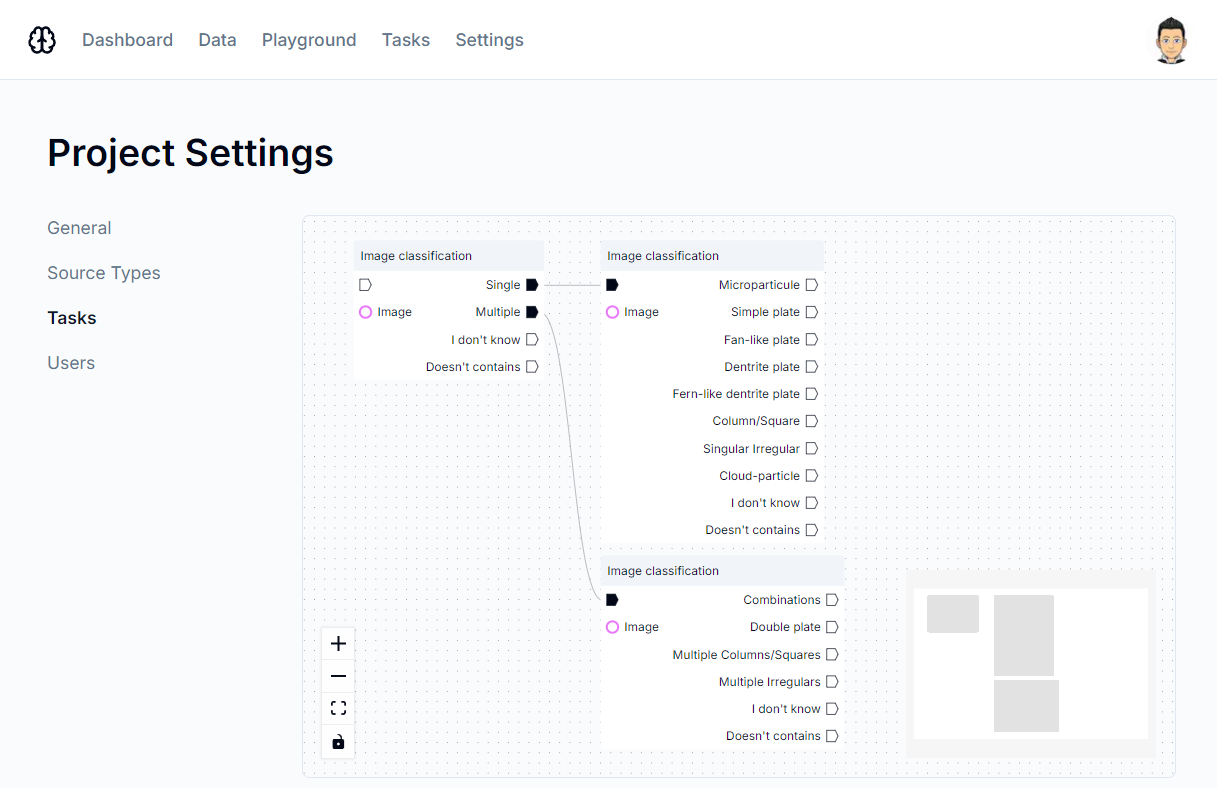 Dashboard Data Playground Tasks Settings
Project Settings
General
Source Types
Tasks
Users
Image classification
Single
Image Multiple
I don't know
Doesn't contains
Image classification
Microparticule
Image Simple plate
Fan-like plate
Dentrite plate
Fern-like dentrite plate
Column/Square
Singular Irregular
Cloud-particle
I don't know
Doesn't contains
Image classification
Combinations
Image Double plate
Multiple Columns/Squares
Multiple Irregulars
I don't know
Doesn't contains